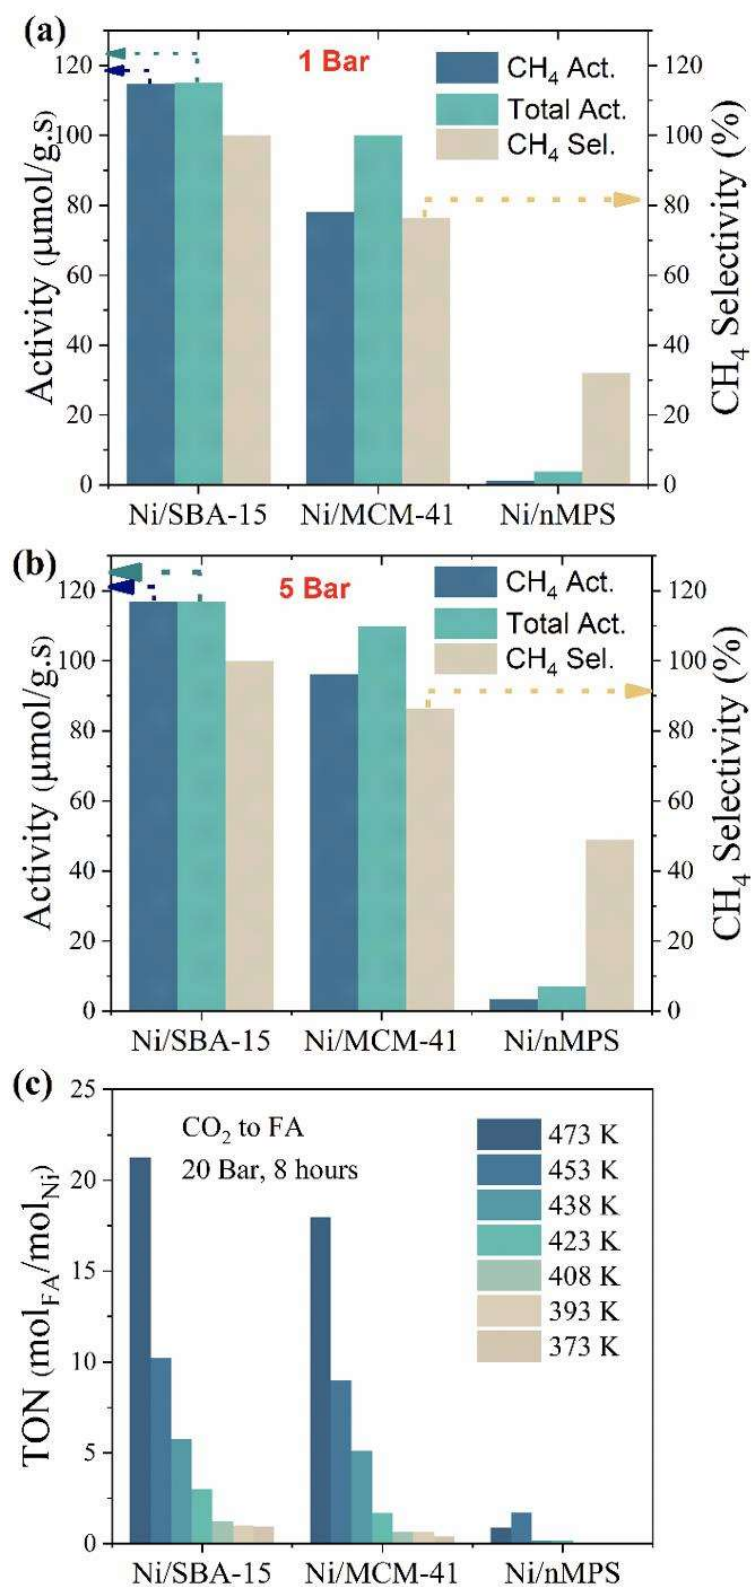 (a)
1 Bar
CH₄ Act.
Total Act.
CH₄ Sel.
Activity (μmol/g.s)
CH₄ Selectivity (%)
120
100
80
60
40
20
0
120
100
80
60
40
20
0
Ni/SBA-15 Ni/MCM-41 Ni/nMPS
(b)
5 Bar
CH₄ Act.
Total Act.
CH₄ Sel.
Activity (μmol/g.s)
CH₄ Selectivity (%)
120
100
80
60
40
20
0
120
100
80
60
40
20
0
Ni/SBA-15 Ni/MCM-41 Ni/nMPS
(c)
CO₂ to FA
20 Bar, 8 hours
473 K
453 K
438 K
423 K
408 K
393 K
373 K
TON (mol_FA/mol_Ni)
25
20
15
10
5
0
Ni/SBA-15 Ni/MCM-41 Ni/nMPS